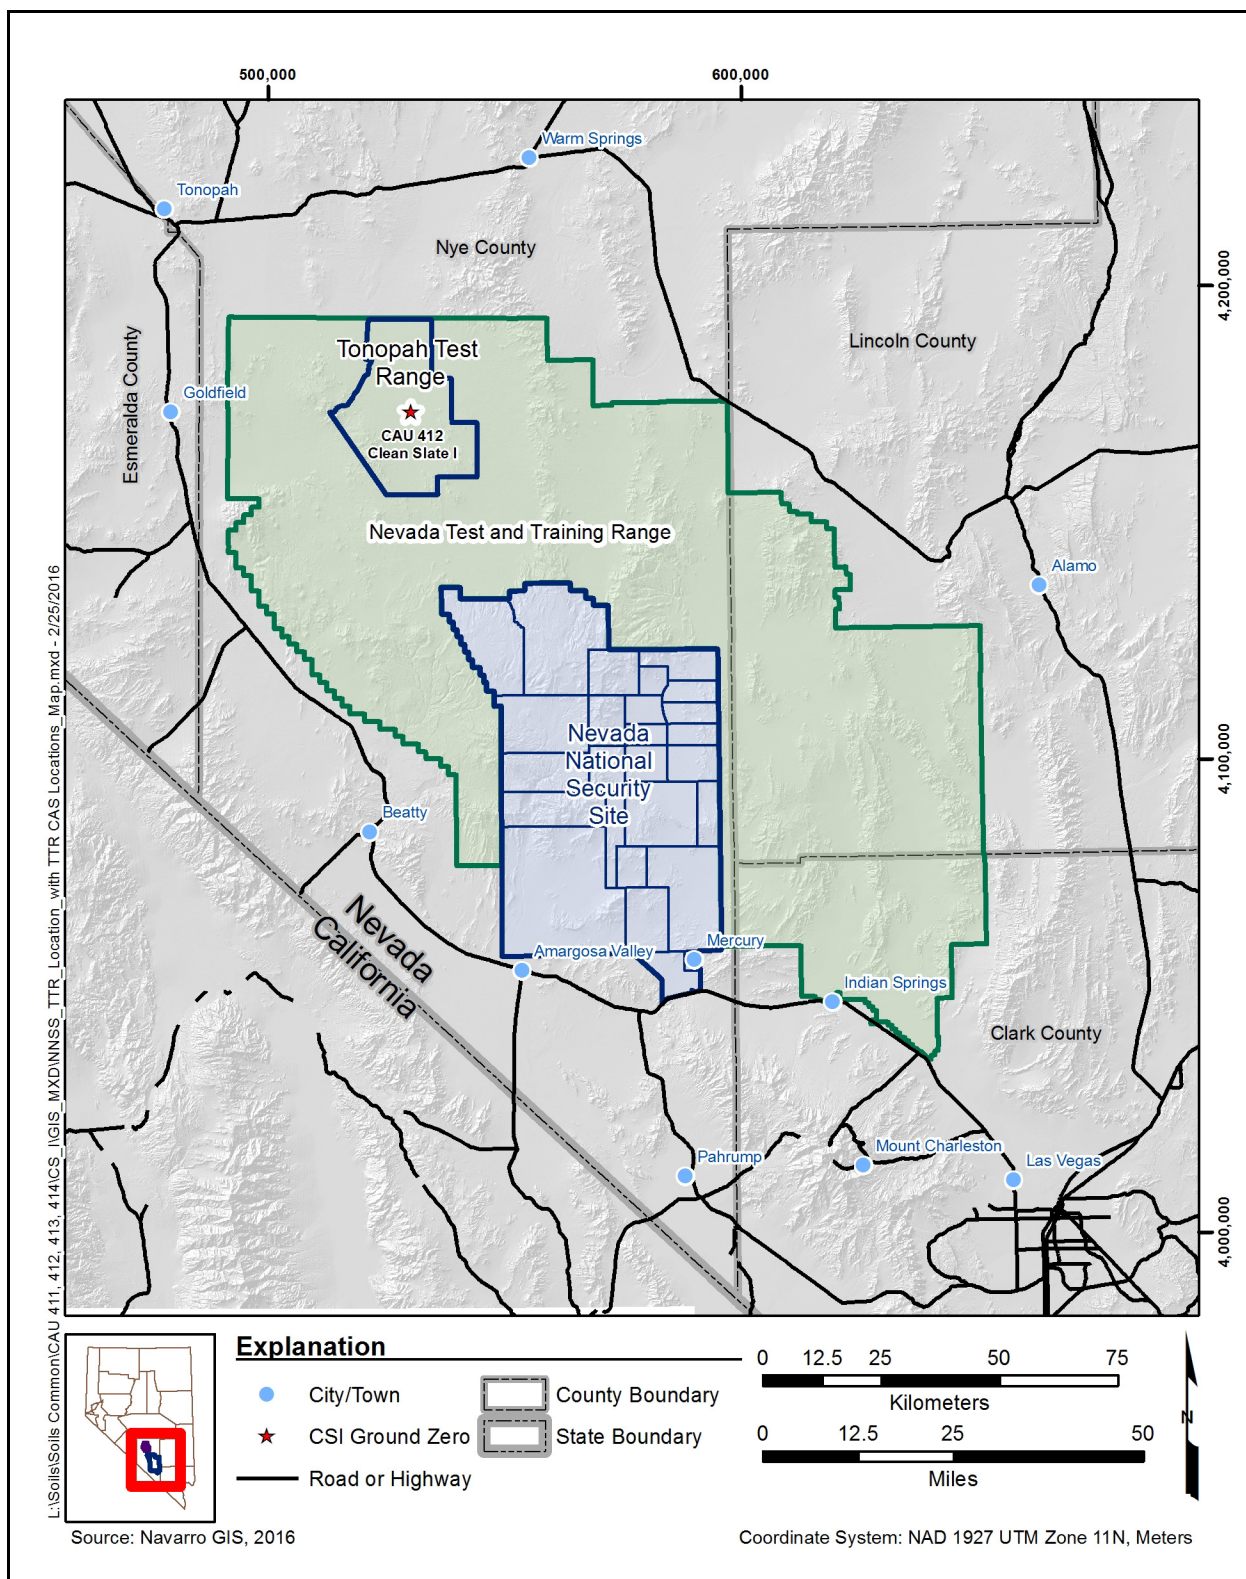 500,000
600,000
Warm Springs
Tonopah
Nye County
4,200,000
Lincoln County
Esmeralda County
Tonopah Test
Range
Goldfield
CAU 412
Clean Slate I
Nevada Test and Training Range
Alamo
Nevada
National
Security
Site
4,100,000
Beatty
Nevada
California
Amargosa Valley
Mercury
Indian Springs
Clark County
Pahrump
Mount Charleston
Las Vegas
4,000,000
L:\Soils\Soils Common\CAU 411, 412, 413, 414\CS_I\GIS_MXD\NNSS_TTR_Location_with TTR CAS Locations_Map.mxd - 2/25/2016
Explanation
City/Town
County Boundary
CSI Ground Zero
State Boundary
Road or Highway
0 12.5 25 50 75
Kilometers
0 12.5 25 50
Miles
N
Source: Navarro GIS, 2016
Coordinate System: NAD 1927 UTM Zone 11N, Meters